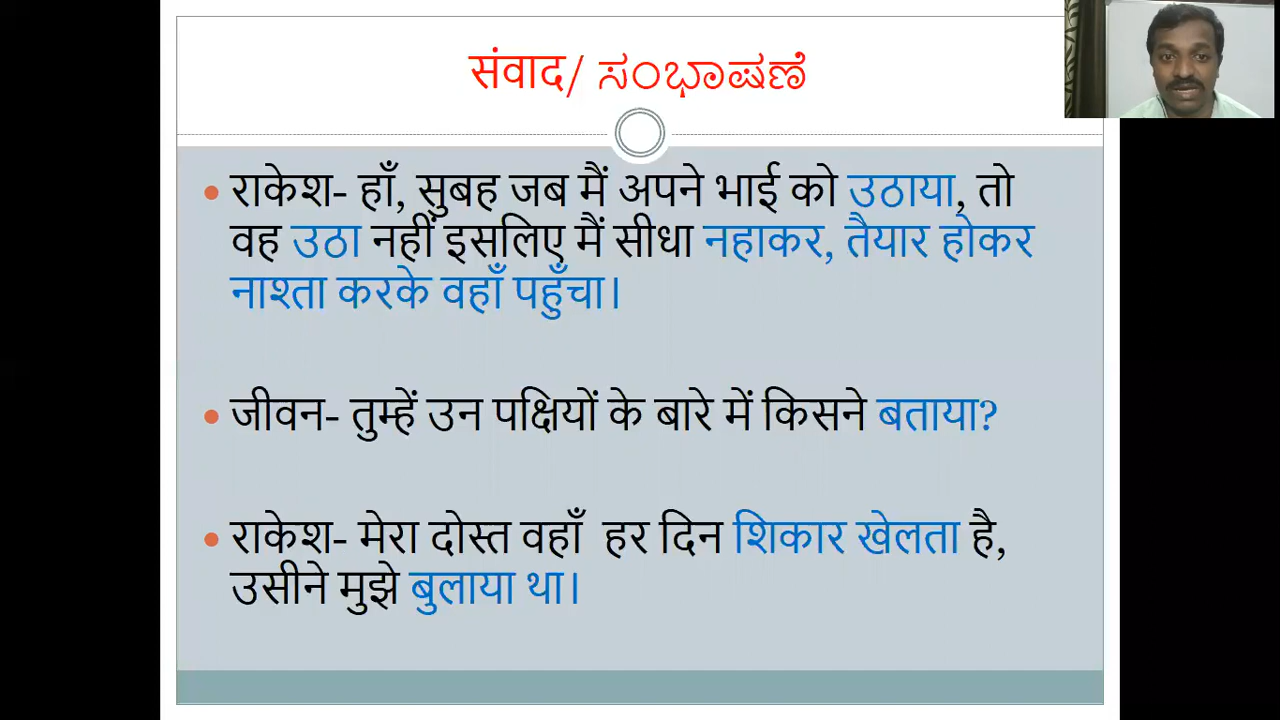 संवाद/ ಸಂಭಾಷಣೆ
राकेश- हाँ, सुबह जब मैं अपने भाई को उठाया, तो
वह उठा नहीं इसलिए मैं सीधा नहाकर, तैयार होकर
नाश्ता करके वहाँ पहुँचा।
जीवन- तुम्हें उन पक्षियों के बारे में किसने बताया?
राकेश- मेरा दोस्त वहाँ हर दिन शिकार खेलता है,
उसीने मुझे बुलाया था।